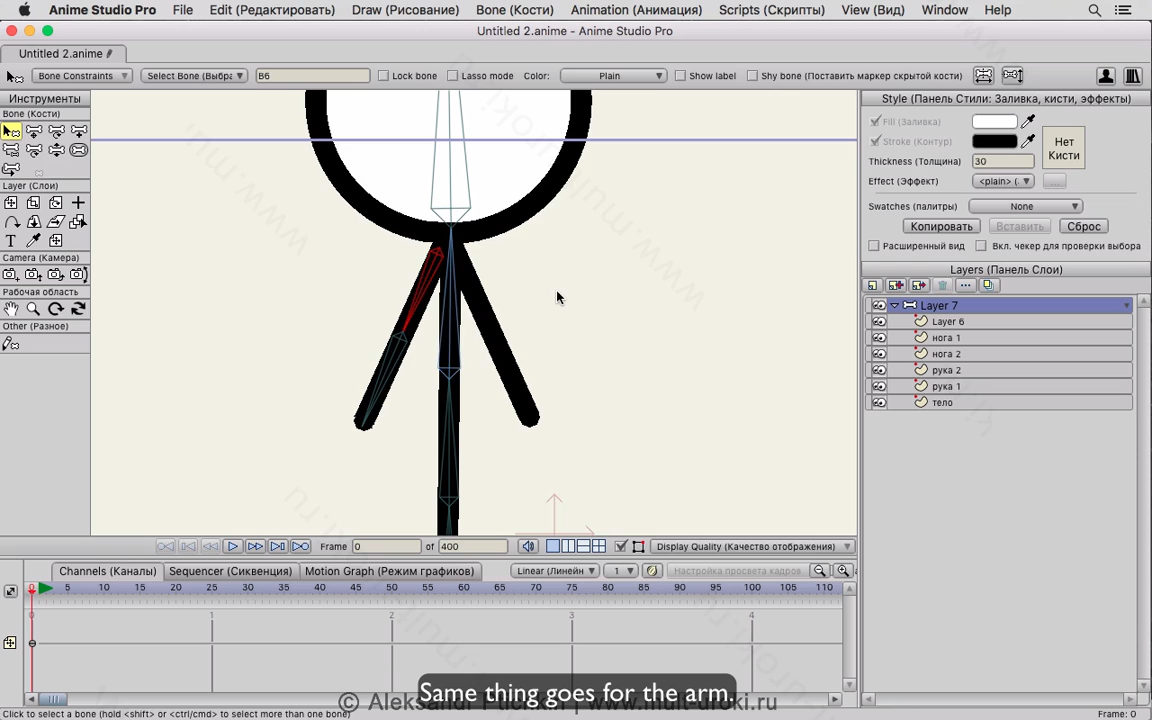 Anime Studio Pro File Edit (Редактировать) Draw (Рисование) Bone (Кости) Animation (Анимация) Scripts (Скрипты) View (Вид) Window Help
Untitled 2.anime - Anime Studio Pro
Untitled 2.anime
Bone Constraints Select Bone (Выбра B6 Lock bone Lasso mode Color: Plain Show label Shy bone (Поставить маркер скрытой кости)
Инструменты
Bone (Кости)
Layer (Слои)
Camera (Камера)
Рабочая область
Other (Разное)
Style (Панель Стили: Заливка, кисти, эффекты)
Fill (Заливка)
Stroke (Контур)
Нет
Кисти
Thickness (Толщина) 30
Effect (Эффект) <plain> (:
Swatches (палитры) None
Копировать Вставить Сброс
Расширенный вид Вкл. чекер для проверки выбора
Layers (Панель Слои)
Layer 7
Layer 6
нога 1
нога 2
рука 2
рука 1
тело
Frame 0 of 400 Display Quality (Качество отображения)
Channels (Каналы) Sequencer (Сиквенция) Motion Graph (Режим графиков) Linear (Линейн 1 Настройка просвета кадров
0 5 10 15 20 25 30 35 40 45 50 55 60 65 70 75 80 85 90 95 100 105 110
0 1 2 3 4
Same thing goes for the arm.
© Aleksandr Ptichkin | www.mult-uroki.ru
Click to select a bone (hold <shift> or <ctrl/cmd> to select more than one bone) Frame: 0